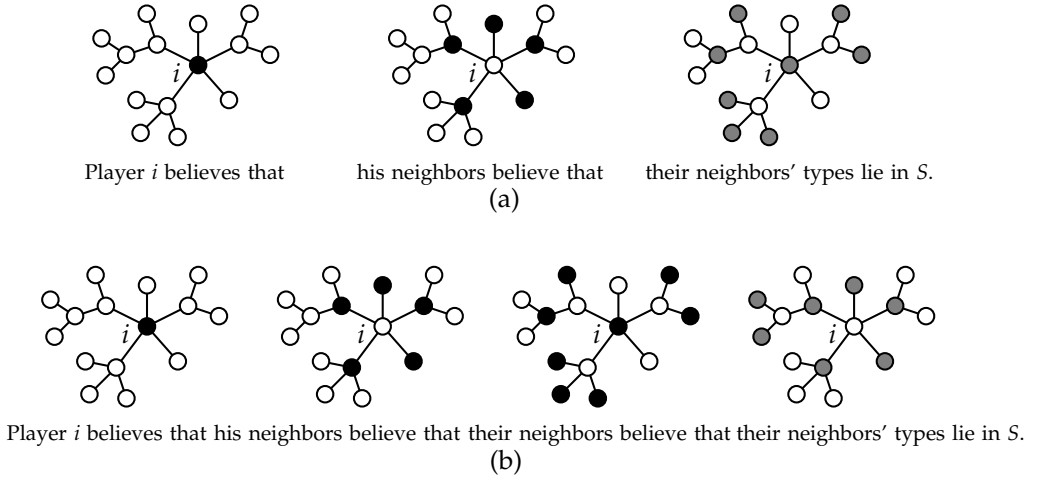 i
i
i
Player i believes that
his neighbors believe that
their neighbors' types lie in S.
(a)
i
i
i
i
Player i believes that his neighbors believe that their neighbors believe that their neighbors' types lie in S.
(b)